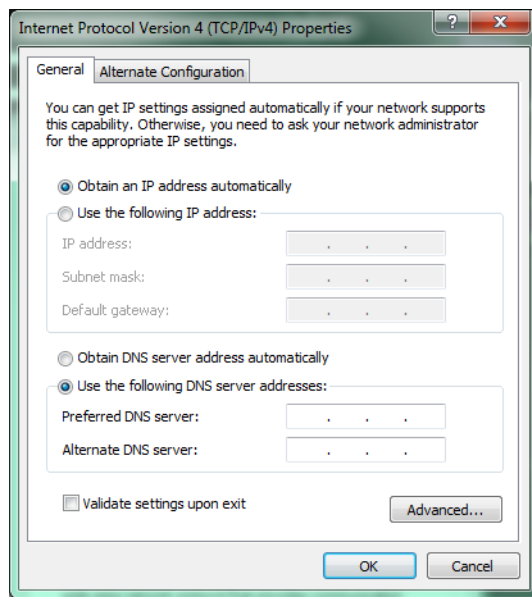 Internet Protocol Version 4 (TCP/IPv4) Properties
General
Alternate Configuration
You can get IP settings assigned automatically if your network supports
this capability. Otherwise, you need to ask your network administrator
for the appropriate IP settings.
Obtain an IP address automatically
Use the following IP address:
IP address:
. . .
Subnet mask:
. . .
Default gateway:
. . .
Obtain DNS server address automatically
Use the following DNS server addresses:
Preferred DNS server:
. . .
Alternate DNS server:
. . .
Validate settings upon exit
Advanced...
OK
Cancel